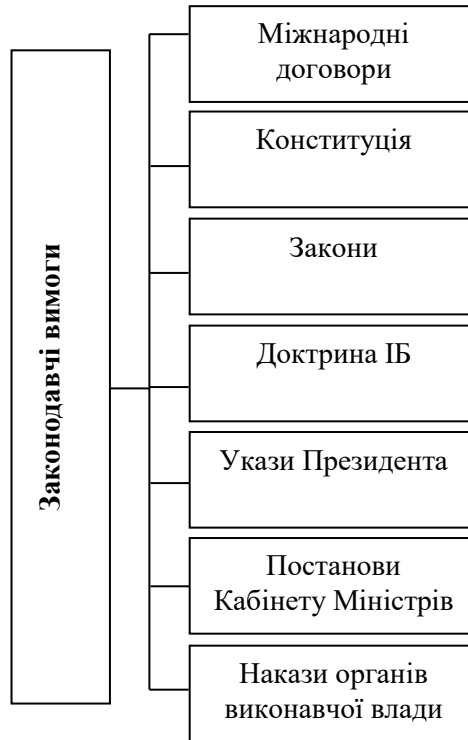 Законодавчі вимоги
Міжнародні
договори
Конституція
Закони
Доктрина ІБ
Укази Президента
Постанови
Кабінету Міністрів
Накази органів
виконавчої влади